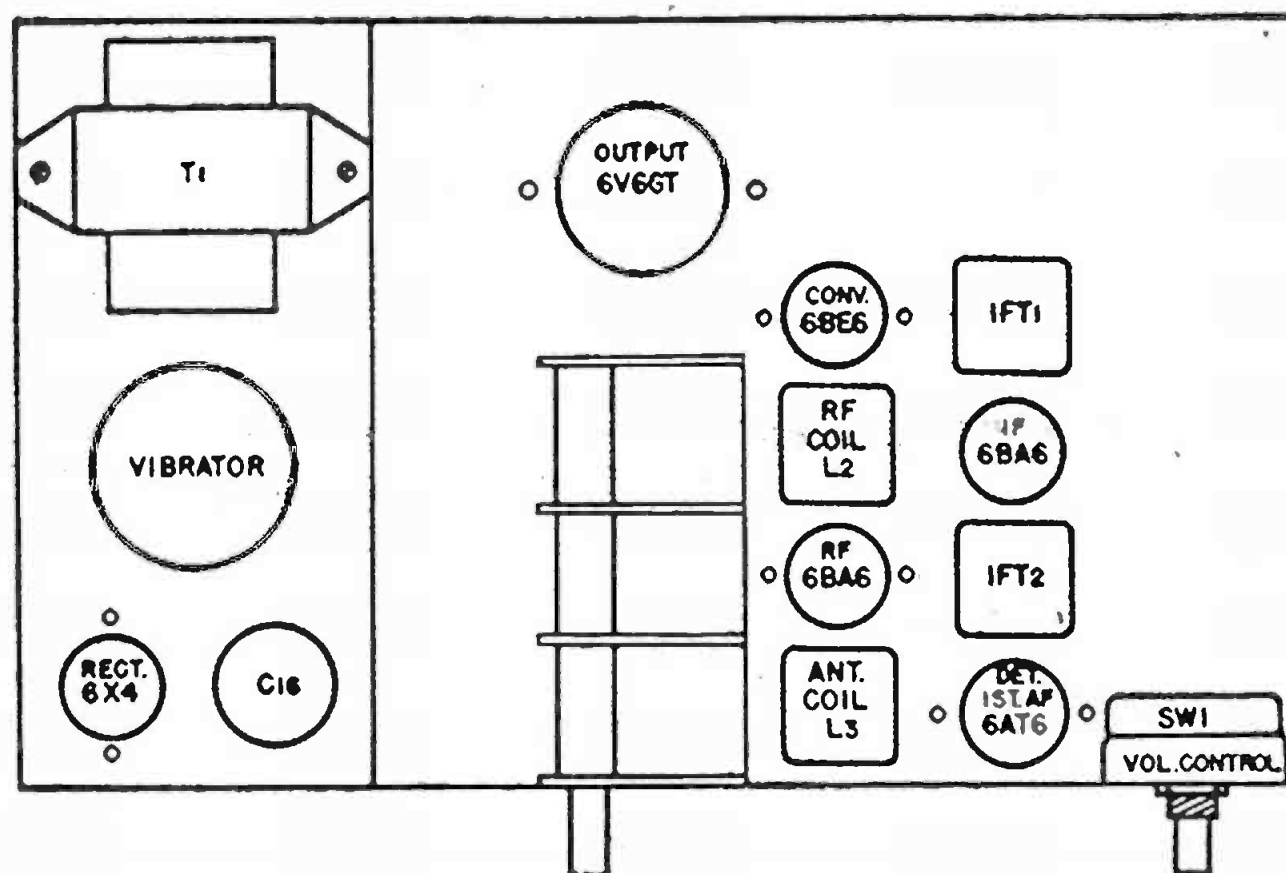 T1
OUTPUT
6V6GT
CONV.
6BE6
IFT1
RF
COIL
L2
IF
6BA6
VIBRATOR
RF
6BA6
IFT2
RECT.
6X4
C16
ANT.
COIL
L3
DET.
1ST. AF
6AT6
SW1
VOL. CONTROL